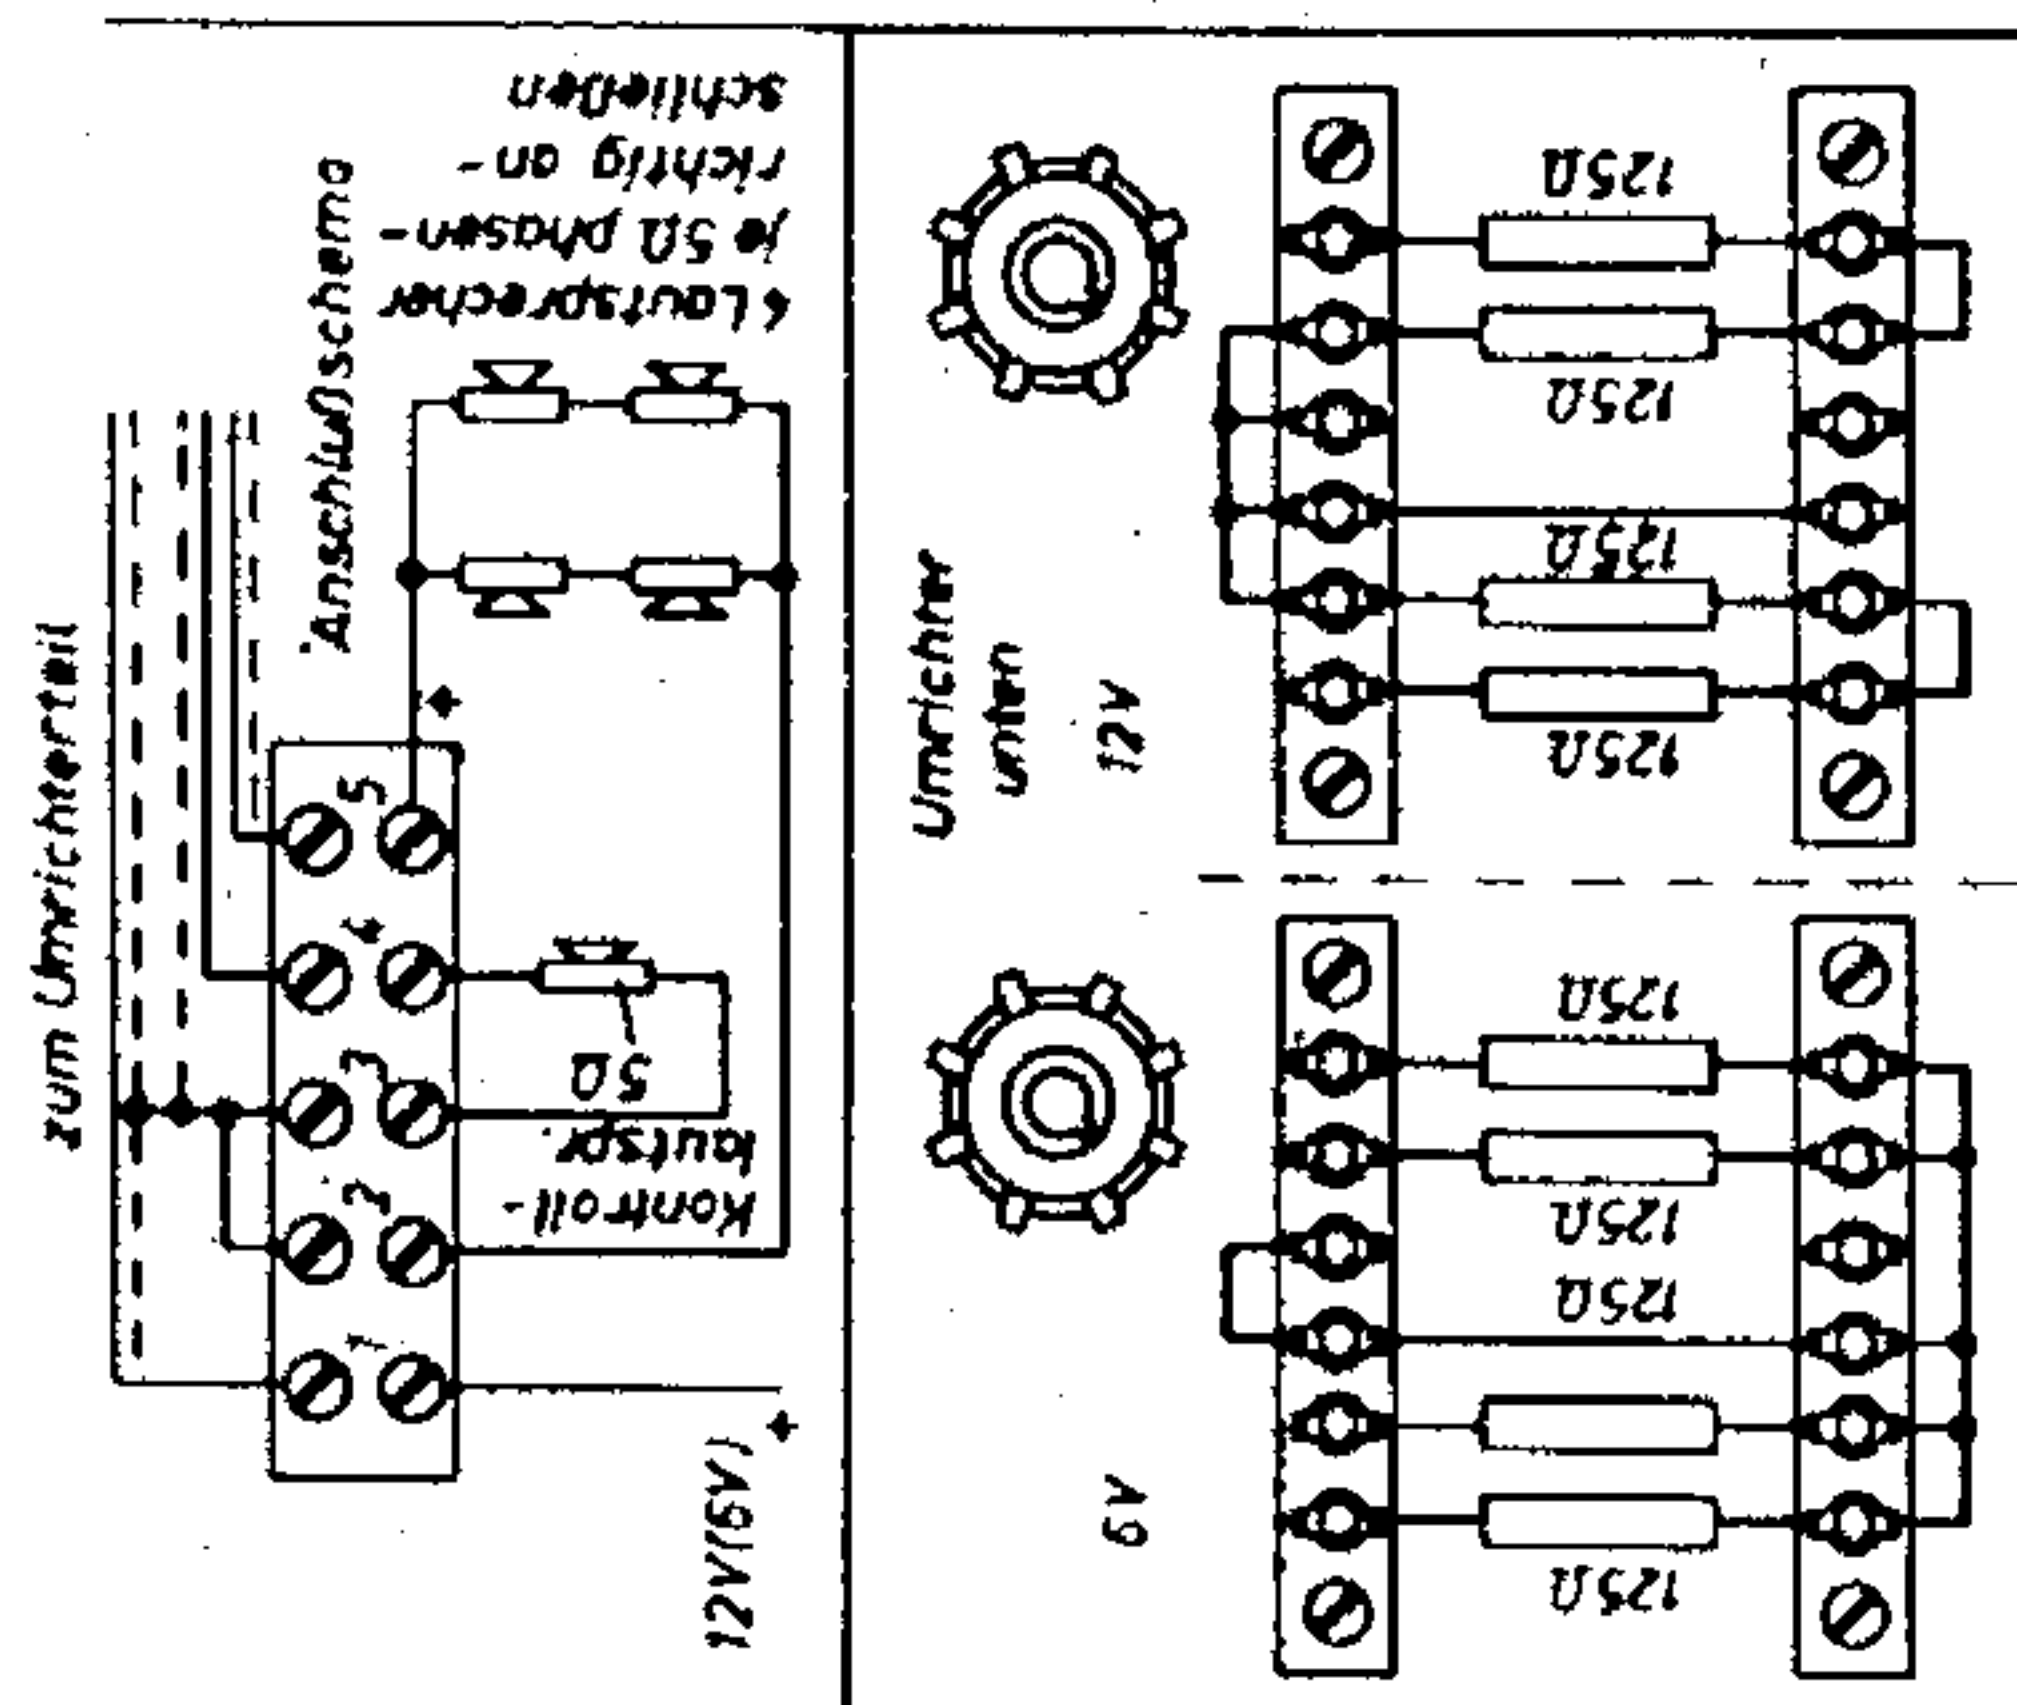 zum Umrichterteil
Anschlußschema
4 Lautsprecher
je 5Ω phasen-
richtig an-
schließen
5
4
3
2
1
+
5Ω
Kontroll-
lautspr.
12V(6V)
+
Umrichter
unten
12V
125Ω
125Ω
125Ω
125Ω
6V
125Ω
125Ω
125Ω
125Ω